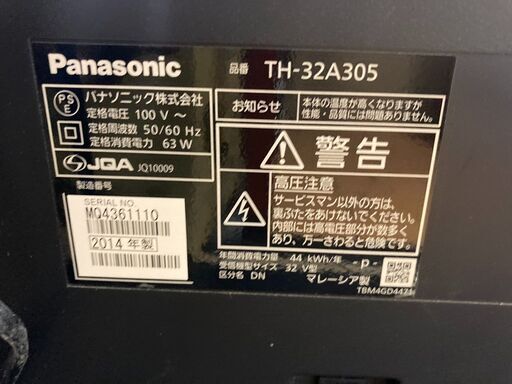 Panasonic
品番 TH-32A305
PS
E
パナソニック株式会社
定格電圧 100 V ～
定格周波数 50/60 Hz
定格消費電力 63 W
JQA JQ10009
製造番号
SERIAL NO.
MQ4361110
2014 年製
お知らせ
本体の温度が高くなりますが
性能・品質には問題ありません。
警告
高圧注意
サービスマン以外の方は、
裏ぶたをあけないでください。
内部には高電圧部分が数多く
あり、万一さわると危険です。
年間消費電力量 44 kWh/年
受信機型サイズ 32 V型
区分名 DN
- P -
マレーシア製
TBM4GD4471